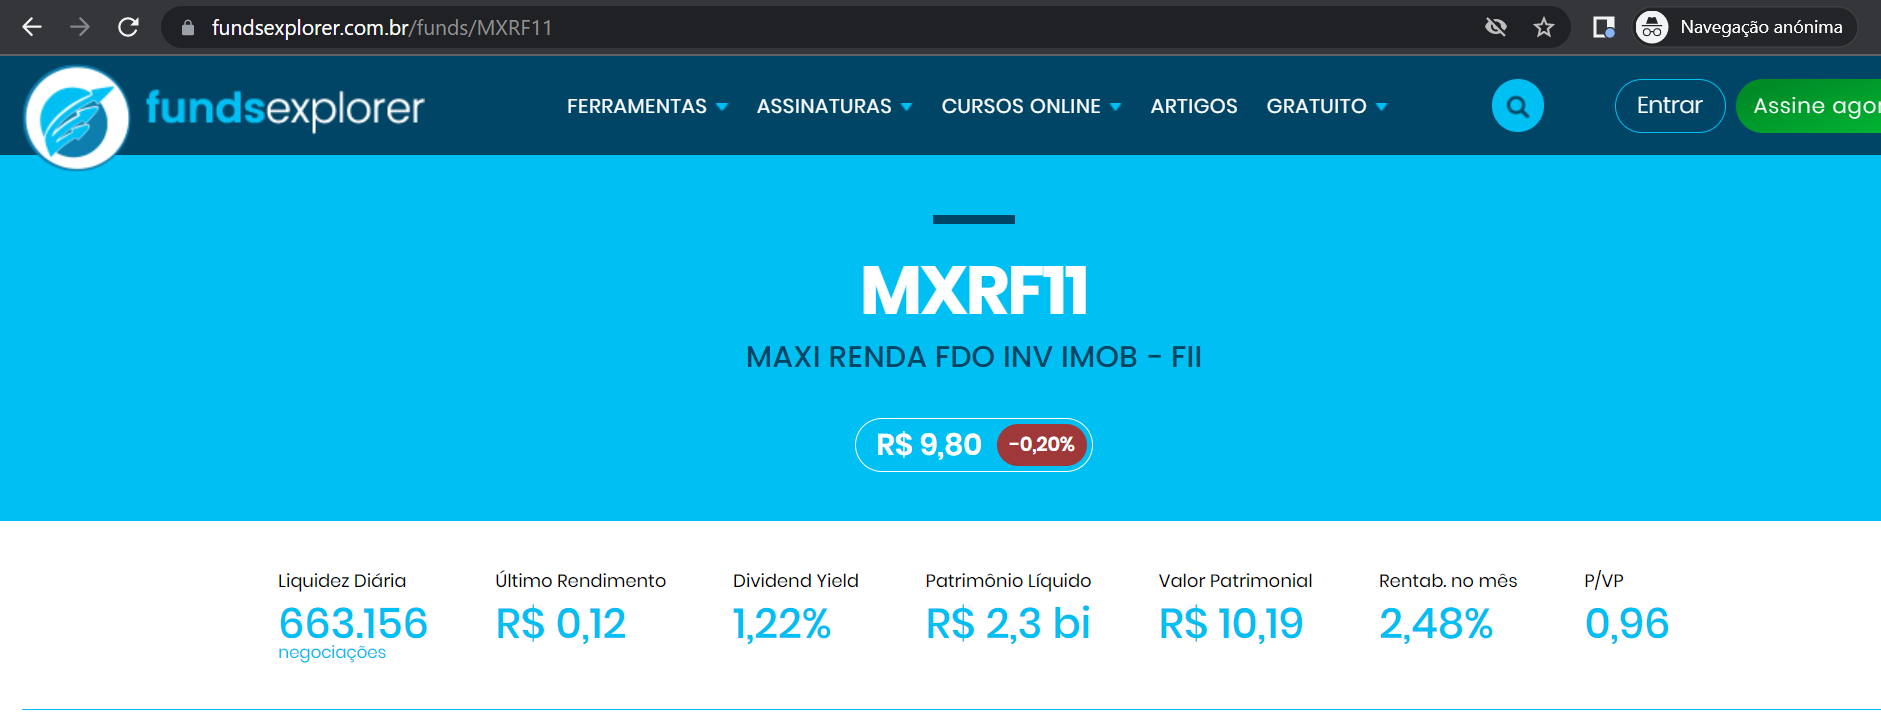 fundsexplorer.com.br/funds/MXRF11
Navegação anónima
fundsexplorer
FERRAMENTAS
ASSINATURAS
CURSOS ONLINE
ARTIGOS
GRATUITO
Entrar
Assine agor
MXRF11
MAXI RENDA FDO INV IMOB - FII
R$ 9,80 -0,20%
Liquidez Diária
663.156
negociações
Último Rendimento
R$ 0,12
Dividend Yield
1,22%
Patrimônio Líquido
R$ 2,3 bi
Valor Patrimonial
R$ 10,19
Rentab. no mês
2,48%
P/VP
0,96